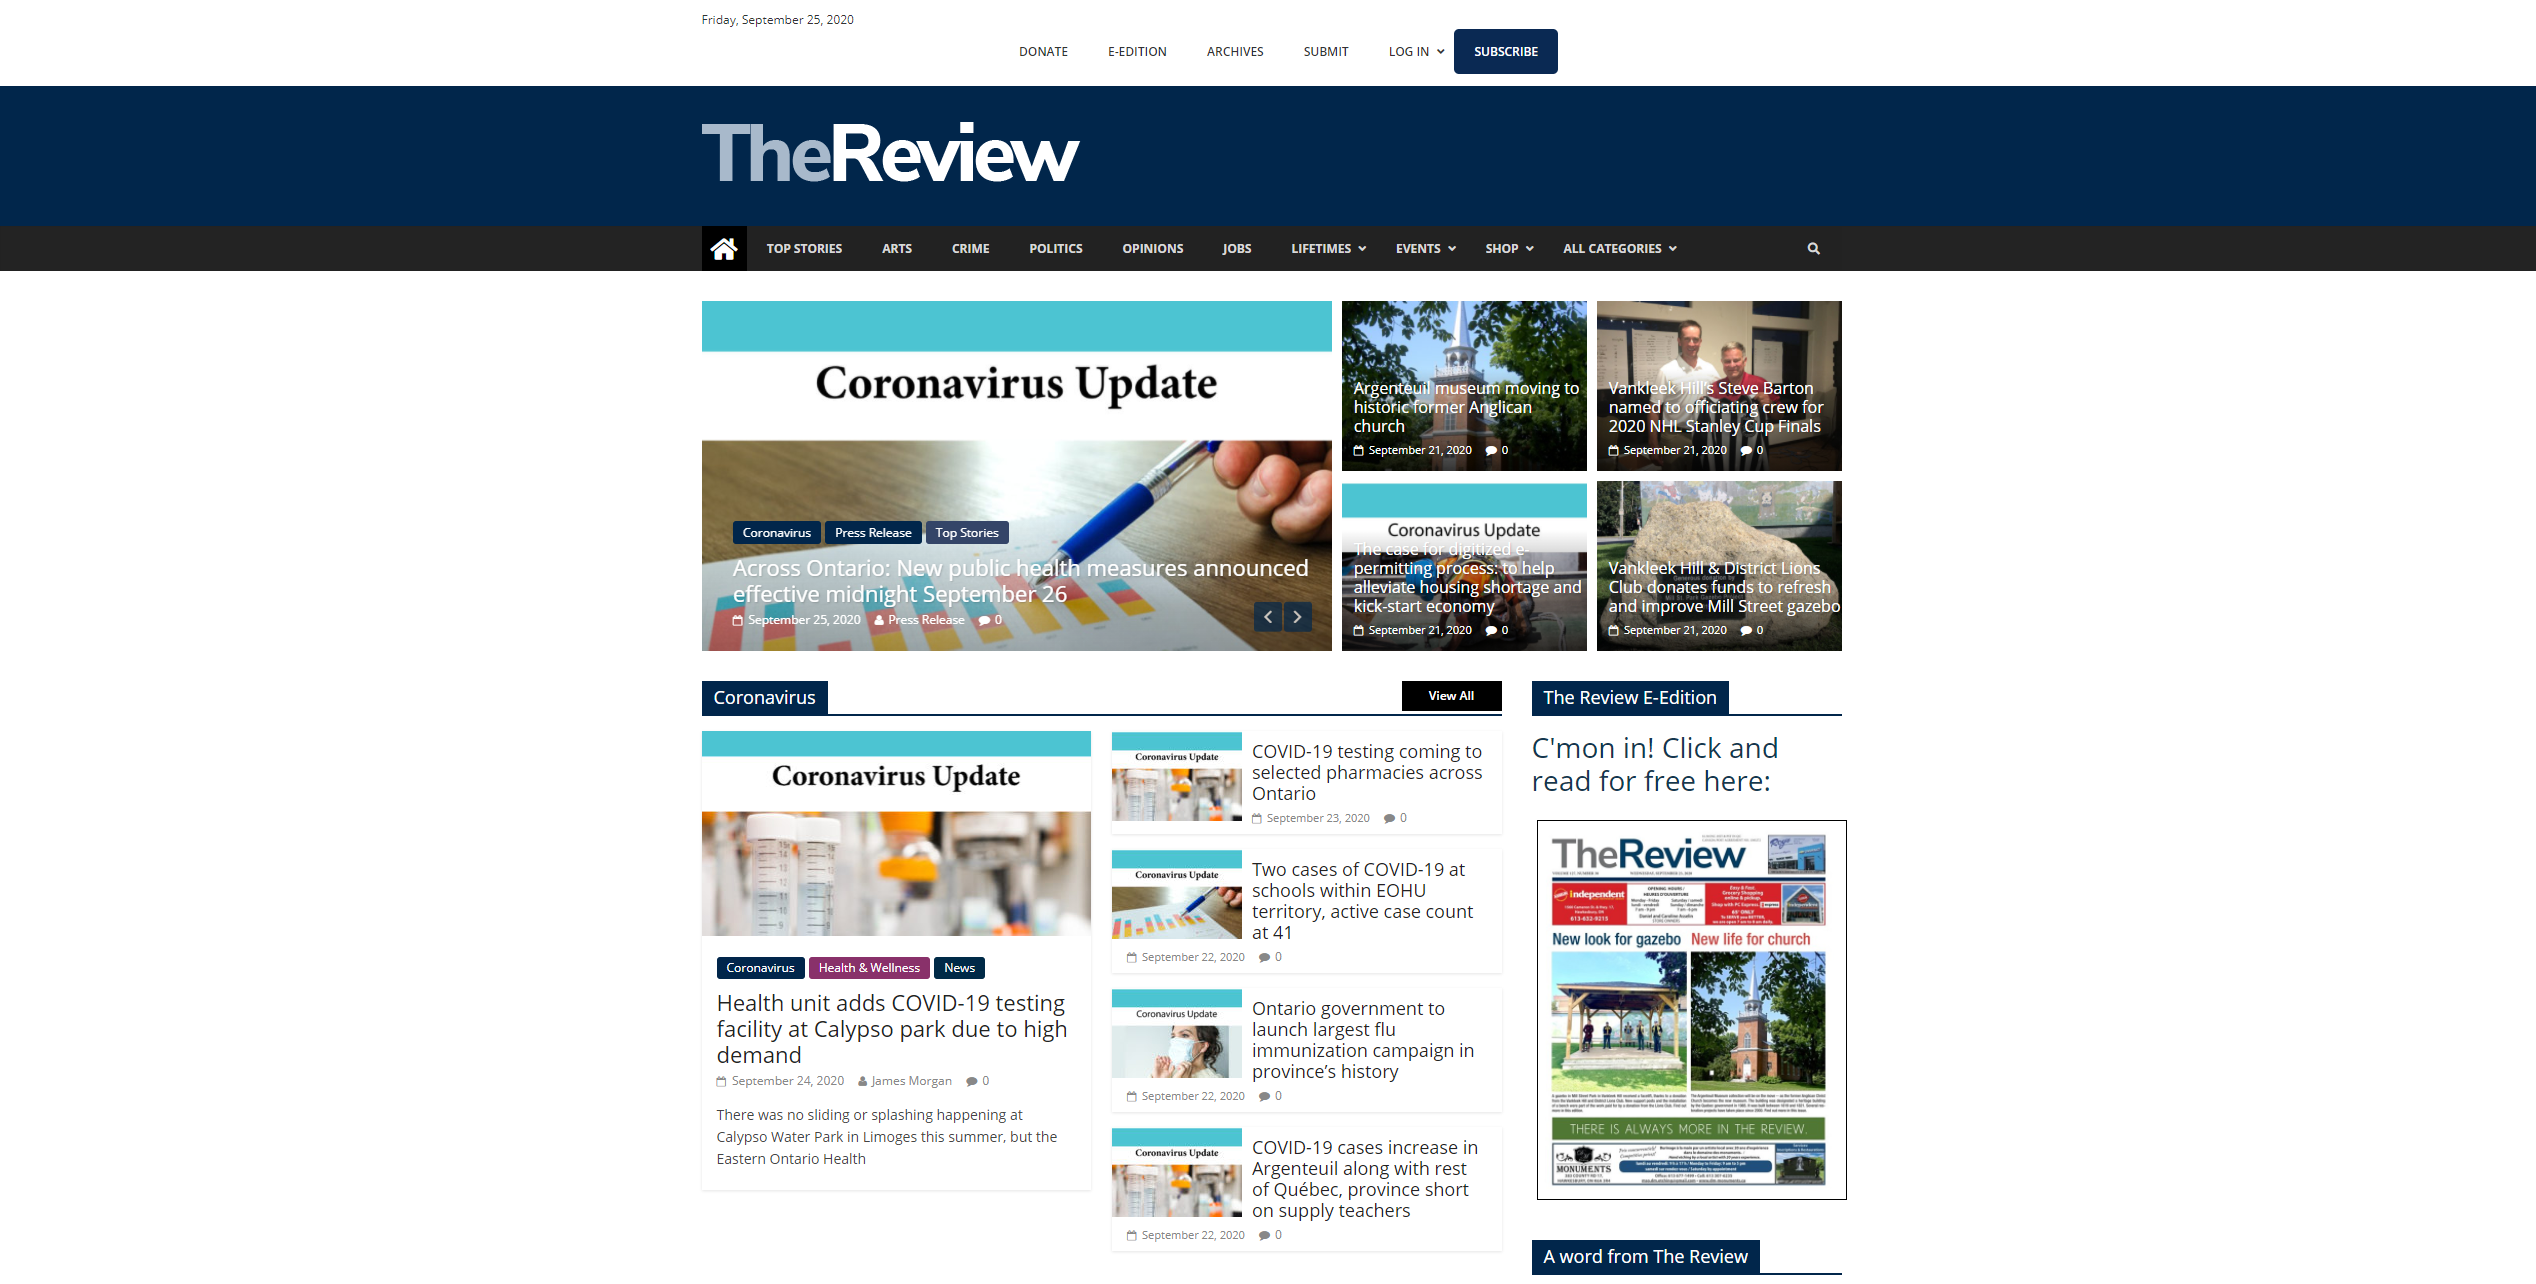 Friday, September 25, 2020
DONATE E-EDITION ARCHIVES SUBMIT LOG IN SUBSCRIBE
TheReview
TOP STORIES ARTS CRIME POLITICS OPINIONS JOBS LIFETIMES EVENTS SHOP ALL CATEGORIES
Coronavirus Update
Coronavirus Press Release Top Stories
Across Ontario: New public health measures announced
effective midnight September 26
September 25, 2020 Press Release 0
Argenteuil museum moving to
historic former Anglican
church
September 21, 2020 0
Vankleek Hill's Steve Barton
named to officiating crew for
2020 NHL Stanley Cup Finals
September 21, 2020 0
Coronavirus Update
The case for digitized e-
permitting process: to help
alleviate housing shortage and
kick-start economy
September 21, 2020 0
Vankleek Hill & District Lions
Club donates funds to refresh
and improve Mill Street gazebo
September 21, 2020 0
Coronavirus
View All
Coronavirus Update
Coronavirus Health & Wellness News
Health unit adds COVID-19 testing
facility at Calypso park due to high
demand
September 24, 2020 James Morgan 0
There was no sliding or splashing happening at
Calypso Water Park in Limoges this summer, but the
Eastern Ontario Health
Coronavirus Update
COVID-19 testing coming to
selected pharmacies across
Ontario
September 23, 2020 0
Coronavirus Update
Two cases of COVID-19 at
schools within EOHU
territory, active case count
at 41
September 22, 2020 0
Coronavirus Update
Ontario government to
launch largest flu
immunization campaign in
province's history
September 22, 2020 0
Coronavirus Update
COVID-19 cases increase in
Argenteuil along with rest
of Québec, province short
on supply teachers
September 22, 2020 0
The Review E-Edition
C'mon in! Click and
read for free here:
TheReview
independent
613-632-9215
New look for gazebo New life for church
THERE IS ALWAYS MORE IN THE REVIEW.
MONUMENTS
A word from The Review